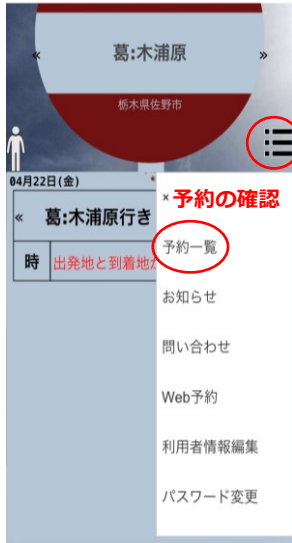 « 葛:木浦原 »
栃木県佐野市
04月22日(金)
×予約の確認
« 葛:木浦原行き
予約一覧
時 出発地と到着地が
お知らせ
問い合わせ
Web予約
利用者情報編集
パスワード変更